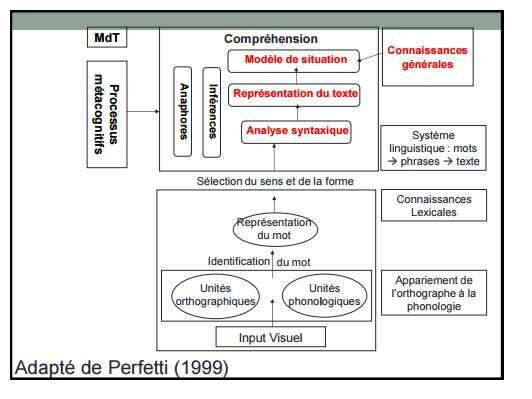 MdT
Processus
métacognitifs
Compréhension
Modèle de situation
Représentation du texte
Analyse syntaxique
Anaphores
Inférences
Connaissances
générales
Système
linguistique : mots
→ phrases → texte
Sélection du sens et de la forme
Connaissances
Lexicales
Représentation
du mot
Identification du mot
Unités
orthographiques
Unités
phonologiques
Appariement de
l'orthographe à la
phonologie
Input Visuel
Adapté de Perfetti (1999)